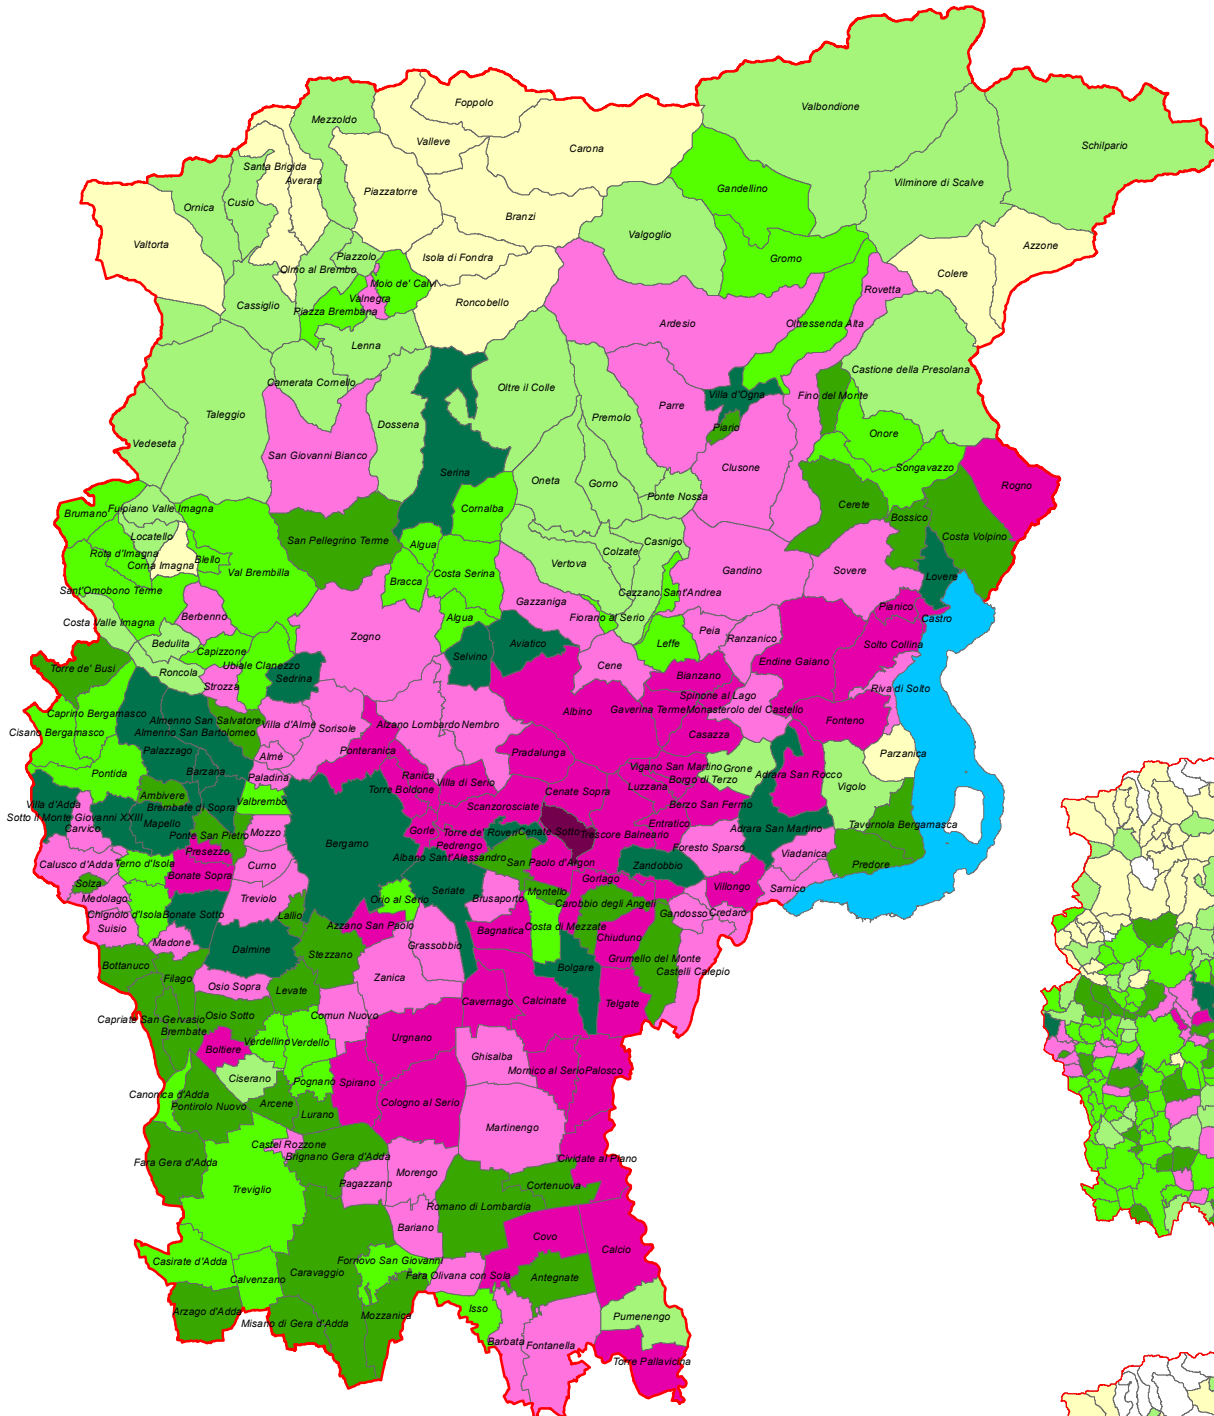 Foppolo
Valbondione
Mezzoldo
Valleve
Carona
Schilpario
Santa Brigida
Averara
Piazzatorre
Vilminore di Scalve
Gandellino
Ornica
Cusio
Branzi
Valgoglio
Valtorta
Azzone
Piazzolo
Isola di Fondra
Gromo
Olmo al Brembo
Colere
Moio de' Calvi
Rovetta
Valnegra
Cassiglio
Roncobello
Piazza Brembana
Ardesio
Oltressenda Alta
Lenna
Castione della Presolana
Camerata Cornello
Oltre il Colle
Villa d'Ogna
Fino del Monte
Parre
Taleggio
Premolo
Dossena
Piario
Onore
Vedeseta
San Giovanni Bianco
Clusone
Songavazzo
Serina
Oneta
Gorno
Rogno
Ponte Nossa
Cerete
Fuipiano Valle Imagna
Cornalba
Brumano
Bossico
Locatello
Costa Volpino
San Pellegrino Terme
Algua
Casnigo
Rota d'Imagna
Colzate
Blello
Corna Imagna
Vertova
Val Brembilla
Costa Serina
Gandino
Sovere
Bracca
Lovere
Sant'Omobono Terme
Cazzano Sant'Andrea
Gazzaniga
Pianico
Berbenno
Algua
Fiorano al Serio
Castro
Costa Valle Imagna
Peia
Zogno
Ranzanico
Bedulita
Aviatico
Leffe
Solto Collina
Capizzone
Selvino
Endine Gaiano
Ubiale Clanezzo
Cene
Torre de' Busi
Roncola
Sedrina
Bianzano
Strozza
Riva di Solto
Spinone al Lago
Gaverina Terme
Monasterolo del Castello
Albino
Caprino Bergamasco
Almenno San Salvatore
Villa d'Almè
Sorisole
Alzano Lombardo
Nembro
Fonteno
Cisano Bergamasco
Almenno San Bartolomeo
Casazza
Palazzago
Ponteranica
Pradalunga
Parzanica
Almè
Vigano San Martino
Grone
Pontida
Barzana
Paladina
Ranica
Villa di Serio
Borgo di Terzo
Adrara San Rocco
Torre Boldone
Cenate Sopra
Luzzana
Vigolo
Ambivere
Valbrembo
Villa d'Adda
Brembate di Sopra
Scanzorosciate
Berzo San Fermo
Sotto il Monte Giovanni XXIII
Mapello
Entratico
Tavernola Bergamasca
Carvico
Ponte San Pietro
Mozzo
Gorle
Torre de' Roveri
Cenate Sotto
Trescore Balneario
Adrara San Martino
Bergamo
Pedrengo
Foresto Sparso
Presezzo
Viadanica
Calusco d'Adda
Terno d'Isola
Curno
Albano Sant'Alessandro
San Paolo d'Argon
Zandobbio
Predore
Bonate Sopra
Gorlago
Solza
Villongo
Sarnico
Medolago
Treviolo
Orio al Serio
Seriate
Brusaporto
Montello
Carobbio degli Angeli
Chignolo d'Isola
Bonate Sotto
Lallio
Gandosso
Credaro
Suisio
Azzano San Paolo
Bagnatica
Costa di Mezzate
Madone
Chiuduno
Dalmine
Stezzano
Grassobbio
Grumello del Monte
Bottanuco
Bolgare
Castelli Calepio
Filago
Zanica
Osio Sopra
Levate
Cavernago
Calcinate
Telgate
Capriate San Gervasio
Osio Sotto
Comun Nuovo
Brembate
Urgnano
Boltiere
Verdellino
Verdello
Ghisalba
Mornico al Serio
Palosco
Ciserano
Pognano
Spirano
Canonica d'Adda
Arcene
Cologno al Serio
Pontirolo Nuovo
Lurano
Martinengo
Castel Rozzone
Brignano Gera d'Adda
Fara Gera d'Adda
Cividate al Piano
Morengo
Pagazzano
Cortenuova
Treviglio
Romano di Lombardia
Bariano
Covo
Calcio
Casirate d'Adda
Fornovo San Giovanni
Caravaggio
Fara Olivana con Sola
Antegnate
Calvenzano
Arzago d'Adda
Isso
Mozzanica
Pumenengo
Misano di Gera d'Adda
Barbata
Fontanella
Torre Pallavicina